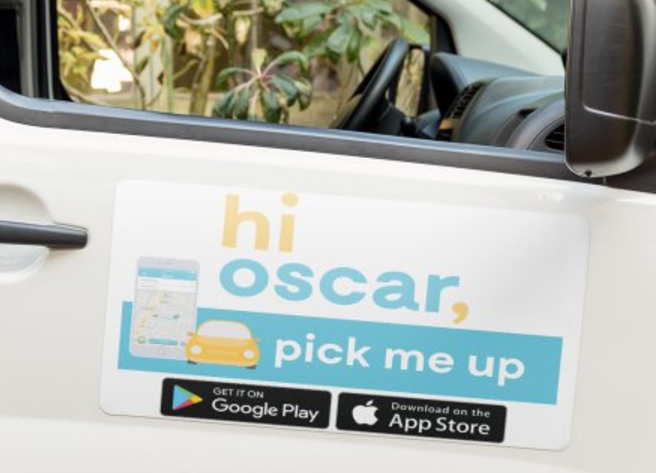 hi
oscar,
pick me up
GET IT ON
Google Play
Download on the
App Store